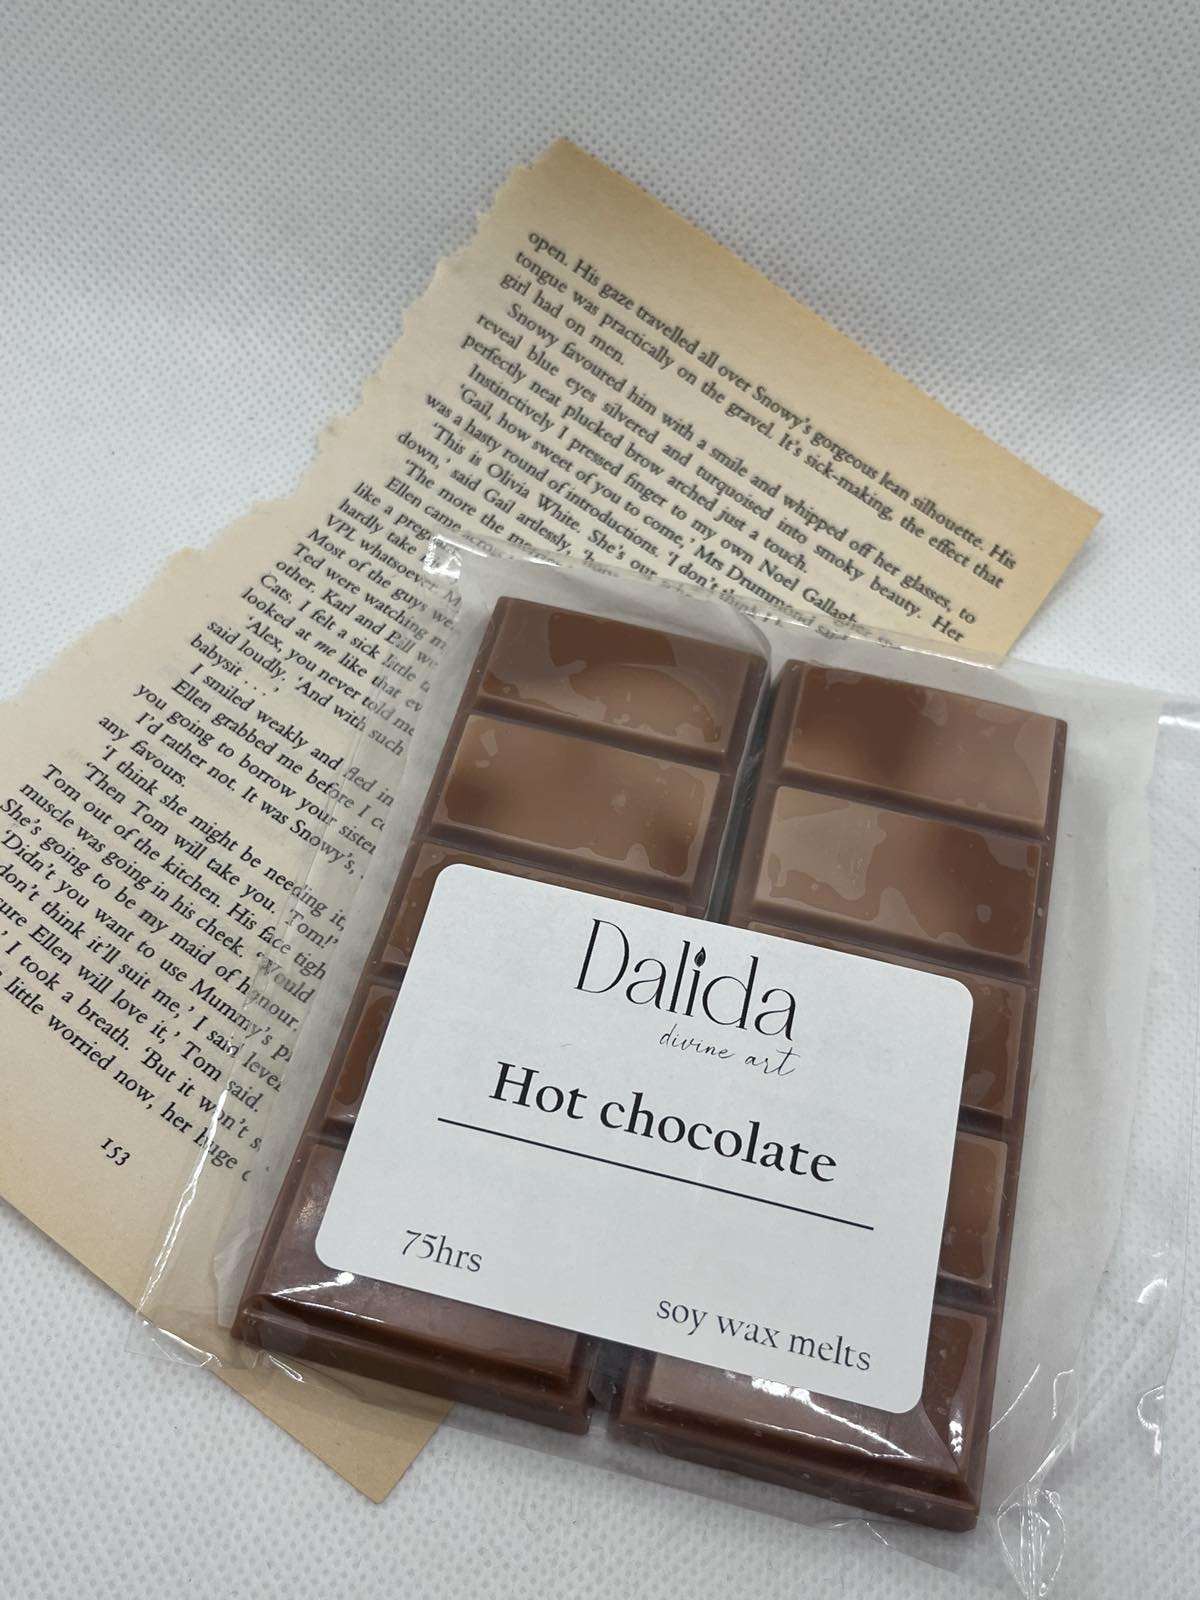 open. His gaze travelled all over Snowy's gorgeous lean silhouette. His
tongue was practically on the gravel. It's sick-making, the effect that
girl had on men.
Snowy favoured him with a smile and whipped off her glasses, to
reveal blue eyes silvered and turquoised into smoky beauty. Her
perfectly neat plucked brow arched just a touch.
Instinctively I pressed finger to my own Noel Gallagher
'Gail, how sweet of you to come,' Mrs Drummond said
was a hasty round of introductions. 'I don't think
'This is Olivia White. She's our
down,' said Gail artlessly,
'The more the
Ellen came across
like a
hardly take
VPL whatsoever.
Most of the guys
Ted were watching
other, Karl and
Cats. I felt a sick little
looked at me like that
'Alex, you never told me
said loudly. 'And with such
babysit . . .'
I smiled weakly and fled in
Ellen grabbed me before I
you going to borrow your
I'd rather not. It was Snowy's,
any favours.
'I think she might be needing it,
'Then Tom will take you. Tom!'
Tom out of the kitchen. His face
muscle was going in his cheek.
She's going to be my maid of honour.
'Didn't you want to use Mummy's
don't think it'll suit me,' I said
Ellen will love it,' Tom said.
I took a breath. 'But it won't
little worried now, her huge
153
Dalida
divine art
Hot chocolate
75hrs
soy wax melts